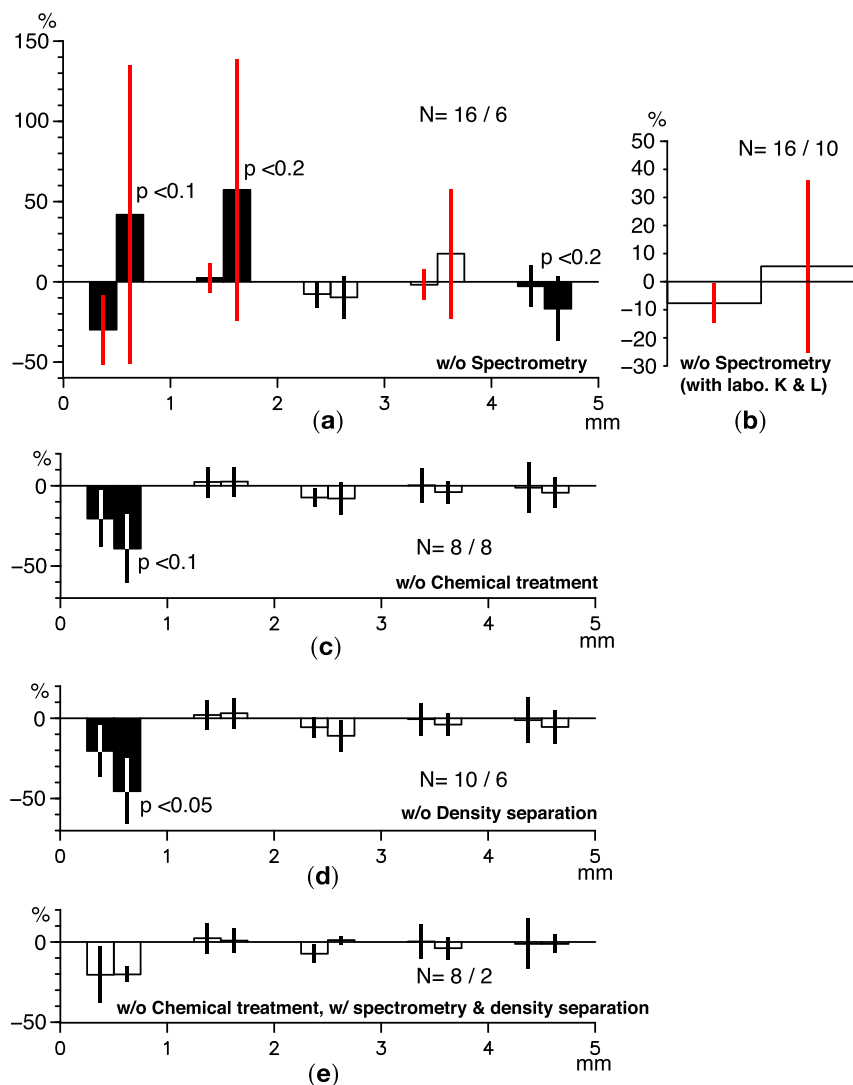 %
150
100
50
0
−50
N= 16 / 6
p <0.1
p <0.2
p <0.2
w/o Spectrometry
0 1 2 3 4 5
mm
(a)
%
50
40
30
20
10
0
−10
−20
−30
N= 16 / 10
w/o Spectrometry
(with labo. K & L)
(b)
%
0
−50
p <0.1
N= 8 / 8
w/o Chemical treatment
0 1 2 3 4 5
mm
(c)
%
0
−50
p <0.05
N= 10 / 6
w/o Density separation
0 1 2 3 4 5
mm
(d)
%
0
−50
N= 8 / 2
w/o Chemical treatment, w/ spectrometry & density separation
0 1 2 3 4 5
mm
(e)